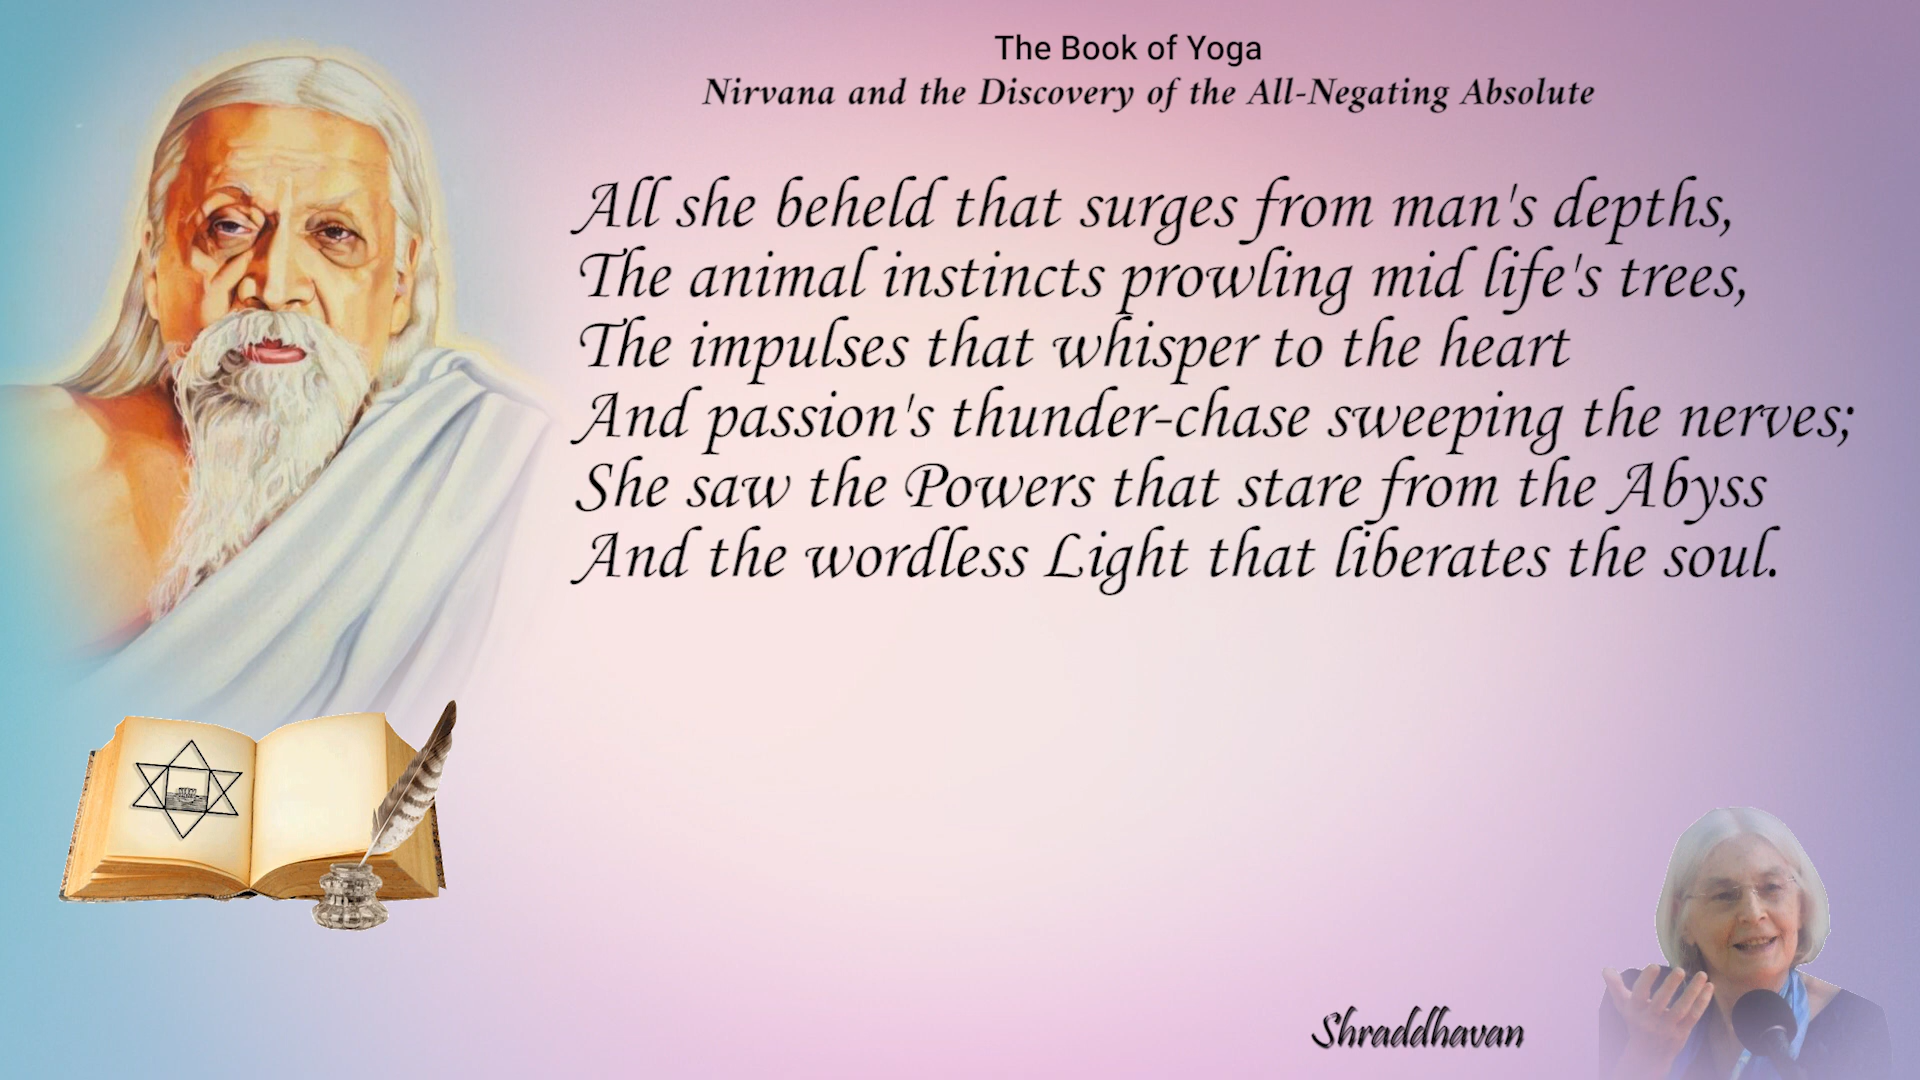 The Book of Yoga
Nirvana and the Discovery of the All-Negating Absolute
All she beheld that surges from man's depths,
The animal instincts prowling mid life's trees,
The impulses that whisper to the heart
And passion's thunder-chase sweeping the nerves;
She saw the Powers that stare from the Abyss
And the wordless Light that liberates the soul.
Shraddhavan